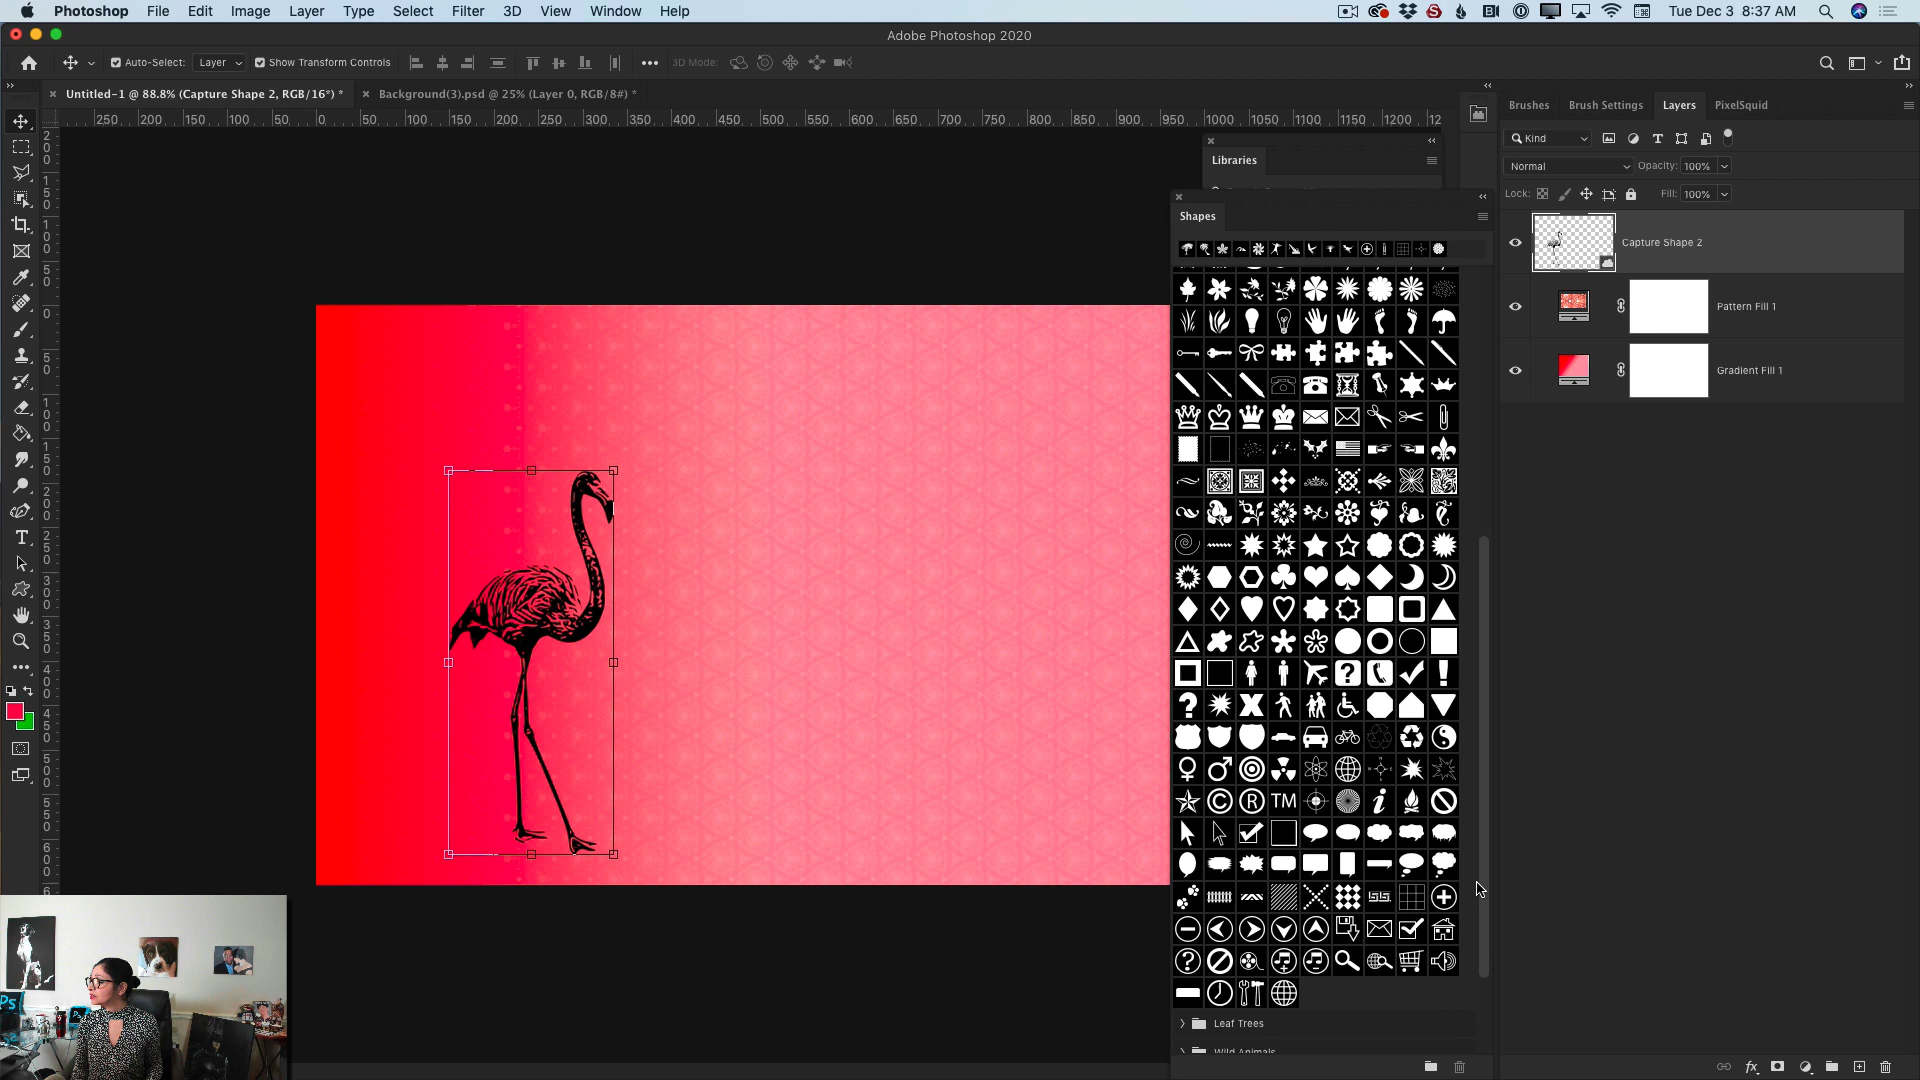 Photoshop File Edit Image Layer Type Select Filter 3D View Window Help
Tue Dec 3 8:37 AM
Adobe Photoshop 2020
Auto-Select: Layer Show Transform Controls 3D Mode:
Untitled-1 @ 88.8% (Capture Shape 2, RGB/16*) *
Background(3).psd @ 25% (Layer 0, RGB/8#) *
250 200 150 100 50 0 50 100 150 200 250 300 350 400 450 500 550 600 650 700 750 800 850 900 950 1000 1050 1100 1150 1200 12
Libraries
Shapes
TM
Leaf Trees
Wild Animals
Brushes Brush Settings Layers PixelSquid
Kind
Normal Opacity: 100%
Lock: Fill: 100%
Capture Shape 2
Pattern Fill 1
Gradient Fill 1
fx
Ps